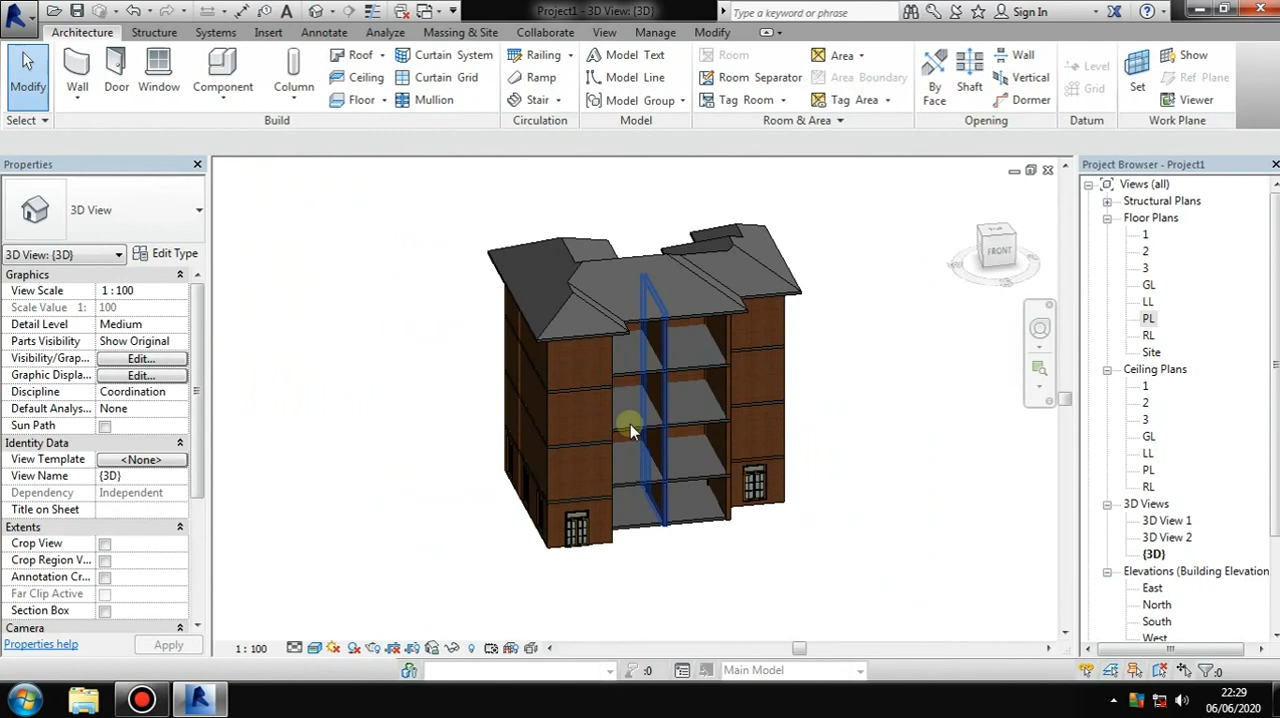 Project1 - 3D View: {3D}
Type a keyword or phrase
Sign In
Architecture Structure Systems Insert Annotate Analyze Massing & Site Collaborate View Manage Modify
Modify
Wall
Door
Window
Component
Column
Roof
Ceiling
Floor
Curtain System
Curtain Grid
Mullion
Railing
Ramp
Stair
Model Text
Model Line
Model Group
Room
Room Separator
Tag Room
Area
Area Boundary
Tag Area
By Face
Shaft
Wall
Vertical
Dormer
Level
Grid
Set
Show
Ref Plane
Viewer
Select Build Circulation Model Room & Area Opening Datum Work Plane
Properties
3D View
3D View: {3D} Edit Type
Graphics
View Scale 1 : 100
Scale Value 1: 100
Detail Level Medium
Parts Visibility Show Original
Visibility/Grap... Edit...
Graphic Displa... Edit...
Discipline Coordination
Default Analys... None
Sun Path
Identity Data
View Template <None>
View Name {3D}
Dependency Independent
Title on Sheet
Extents
Crop View
Crop Region V...
Annotation Cr...
Far Clip Active
Section Box
Camera
Properties help Apply
FRONT
1 : 100
:0 Main Model
:0
Project Browser - Project1
Views (all)
Structural Plans
Floor Plans
1
2
3
GL
LL
PL
RL
Site
Ceiling Plans
1
2
3
GL
LL
PL
RL
3D Views
3D View 1
3D View 2
{3D}
Elevations (Building Elevation
East
North
South
West
22:29
06/06/2020